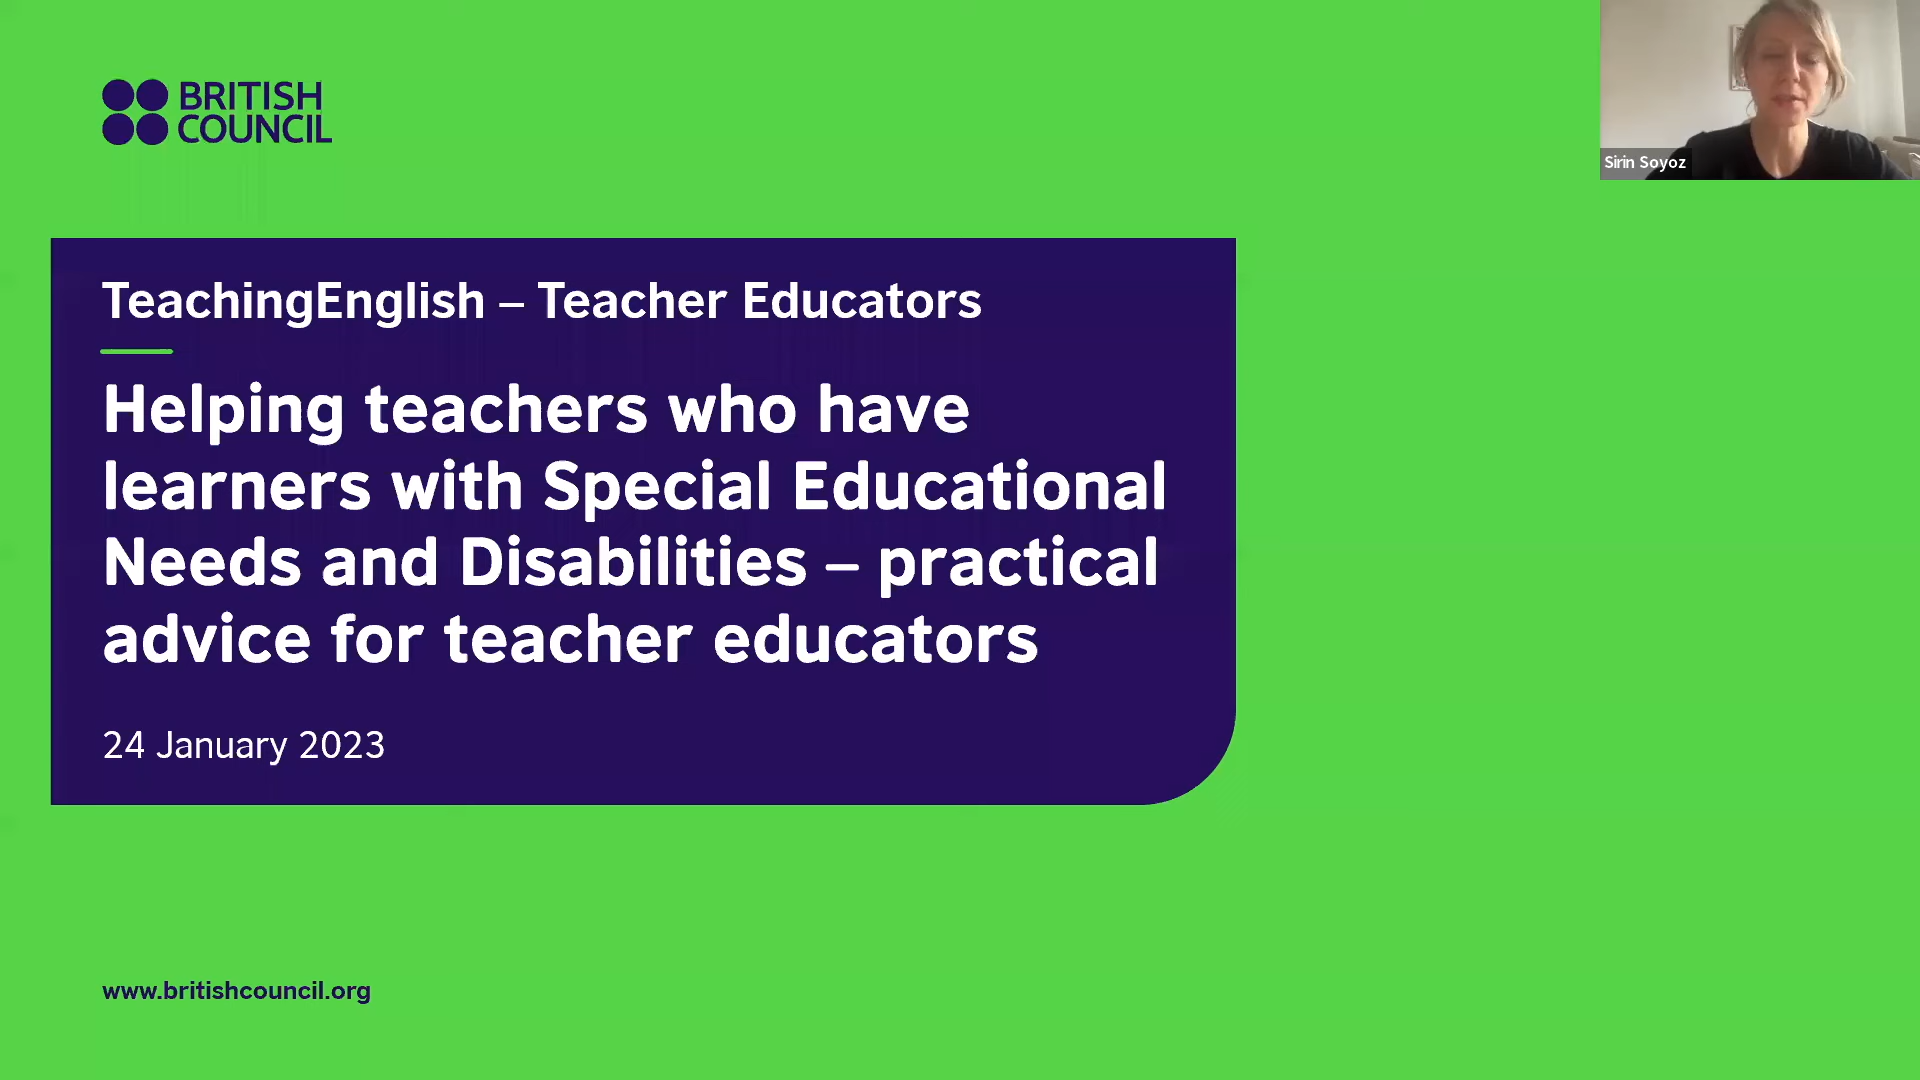 BRITISH
COUNCIL
Sirin Soyoz
TeachingEnglish – Teacher Educators
Helping teachers who have
learners with Special Educational
Needs and Disabilities – practical
advice for teacher educators
24 January 2023
www.britishcouncil.org